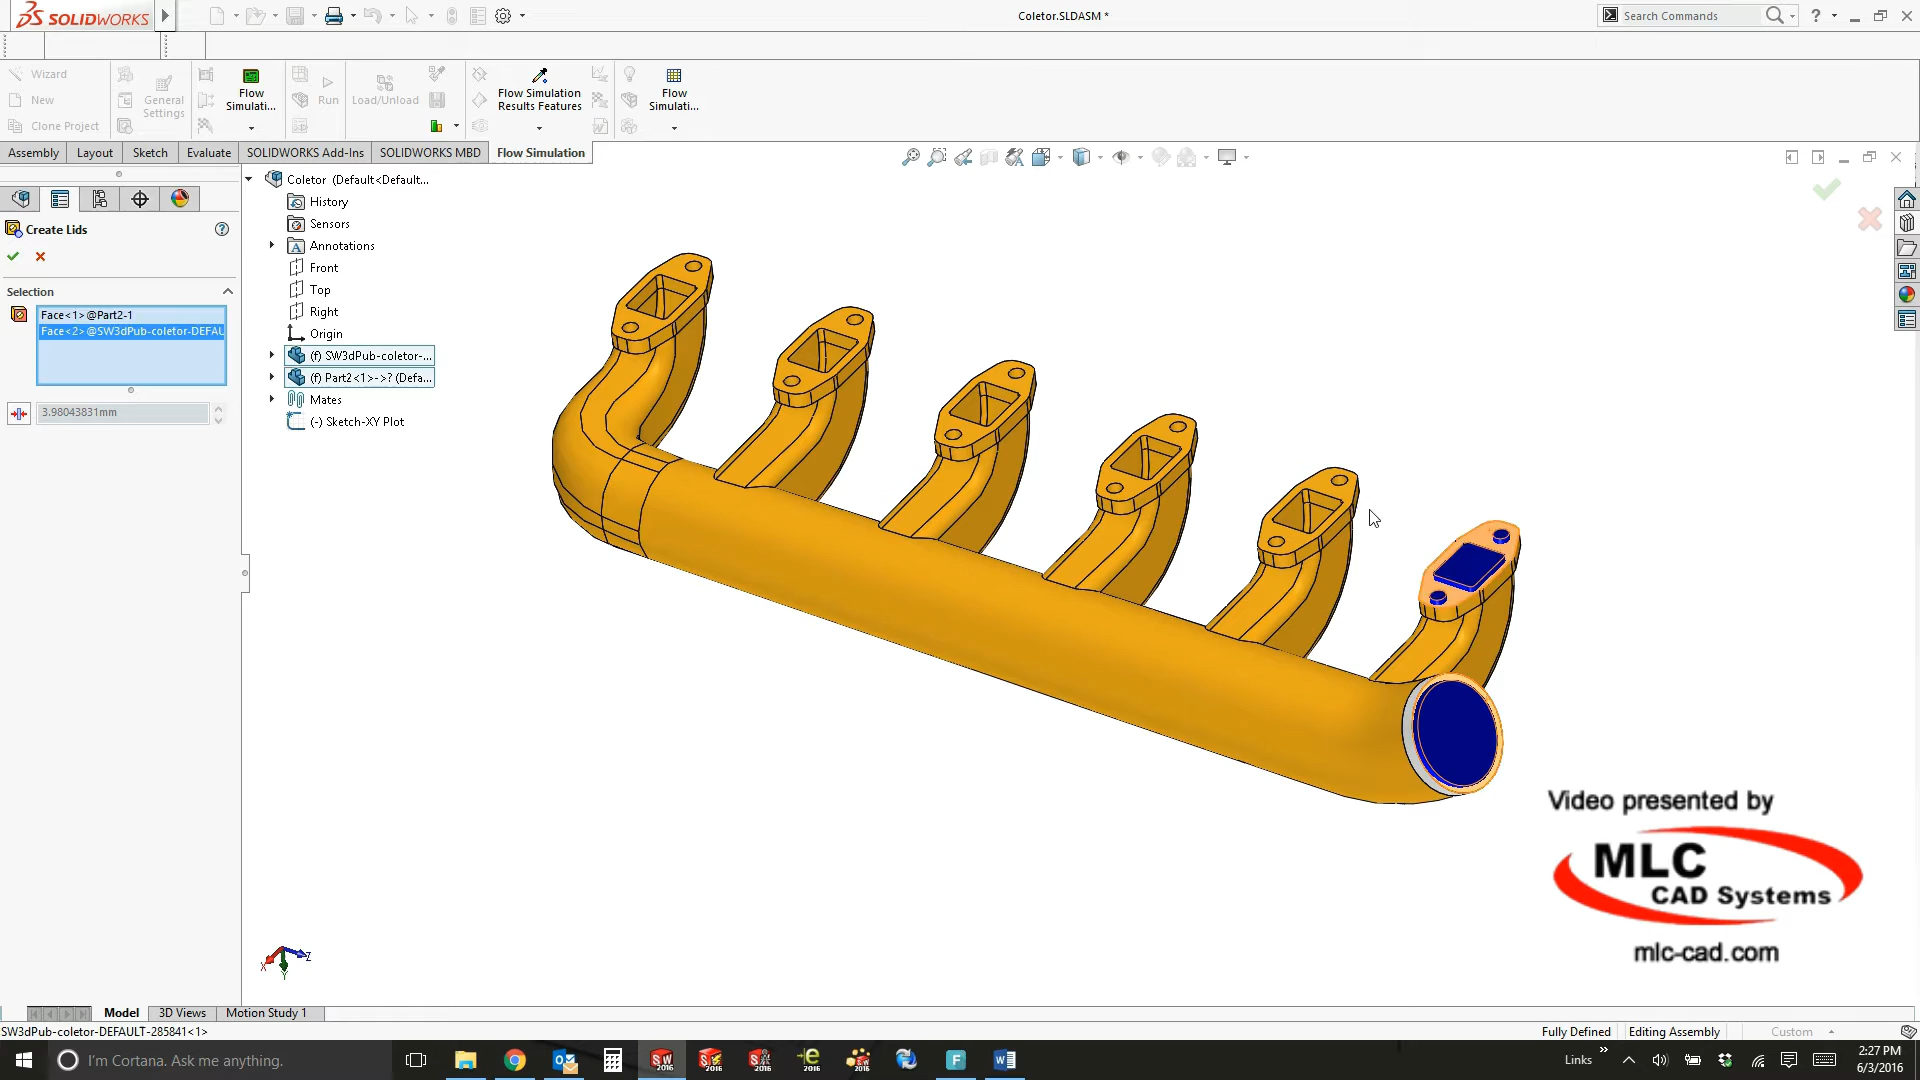 SOLIDWORKS
Coletor.SLDASM *
Search Commands
?
Wizard
New
Clone Project
General
Settings
Flow
Simulati...
Run
Load/Unload
Flow Simulation
Results Features
Flow
Simulati...
Assembly
Layout
Sketch
Evaluate
SOLIDWORKS Add-Ins
SOLIDWORKS MBD
Flow Simulation
Create Lids
?
Selection
Face<1>@Part2-1
Face<2>@SW3dPub-coletor-DEFAU
3.98043831mm
Coletor (Default<Default...
History
Sensors
Annotations
Front
Top
Right
Origin
(f) SW3dPub-coletor-...
(f) Part2<1>->? (Defa...
Mates
(-) Sketch-XY Plot
Video presented by
MLC
CAD Systems
mlc-cad.com
X
Y
Z
Model
3D Views
Motion Study 1
SW3dPub-coletor-DEFAULT-285841<1>
Fully Defined
Editing Assembly
Custom
I'm Cortana. Ask me anything.
Links
2:27 PM
6/3/2016